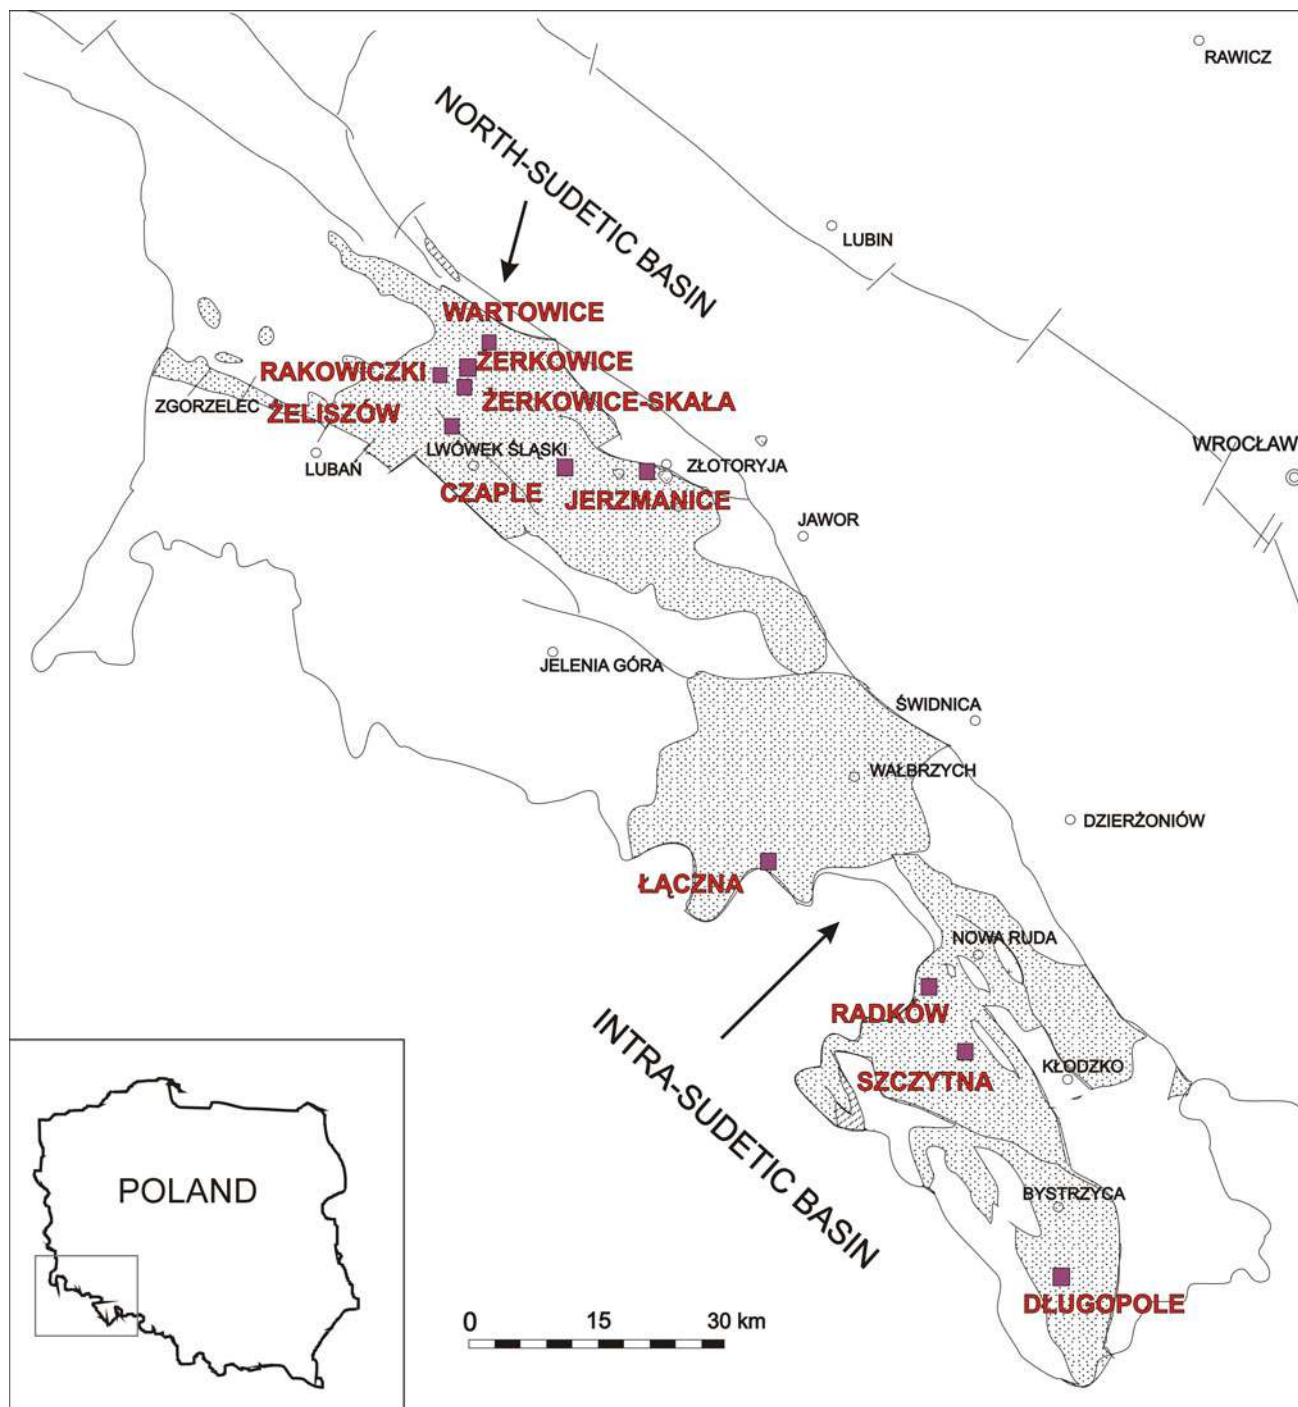 RAWICZ
NORTH-SUDETIC BASIN
LUBIN
WARTOWICE
ŻERKOWICE
RAKOWICZKI
ŻERKOWICE-SKAŁA
ZGORZELEC
ŻELISZÓW
WROCŁAW
LWÓWEK ŚLĄSKI
LUBAŃ
ZŁOTORYJA
CZAPLE
JERZMANICE
JAWOR
JELENIA GÓRA
ŚWIDNICA
WAŁBRZYCH
DZIERŻONIÓW
ŁĄCZNA
NOWA RUDA
RADKÓW
INTRA-SUDETIC BASIN
KŁODZKO
SZCZYTNA
POLAND
BYSTRZYCA
DŁUGOPOLE
0 15 30 km